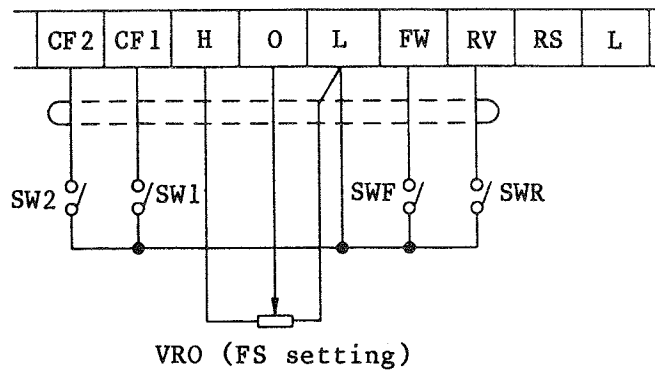 CF2 CF1 H O L FW RV RS L
SW2 SW1 SWF SWR
VRO (FS setting)